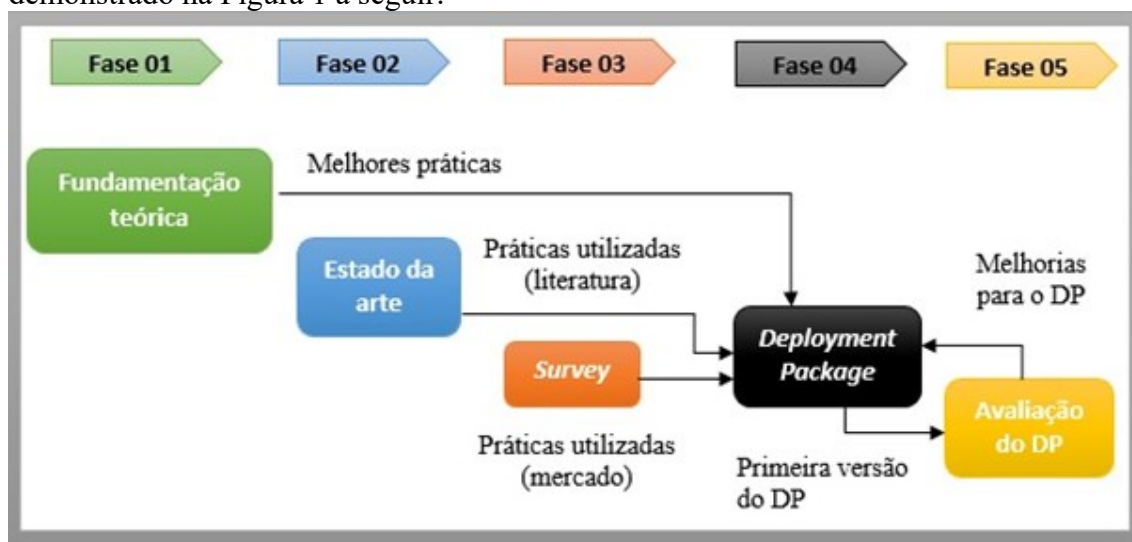 demonstrado na Figura 1 a seguir:
Fase 01
Fase 02
Fase 03
Fase 04
Fase 05
Fundamentação
teórica
Melhores práticas
Estado da
arte
Práticas utilizadas
(literatura)
Survey
Práticas utilizadas
(mercado)
Deployment
Package
Primeira versão
do DP
Melhorias
para o DP
Avaliação
do DP